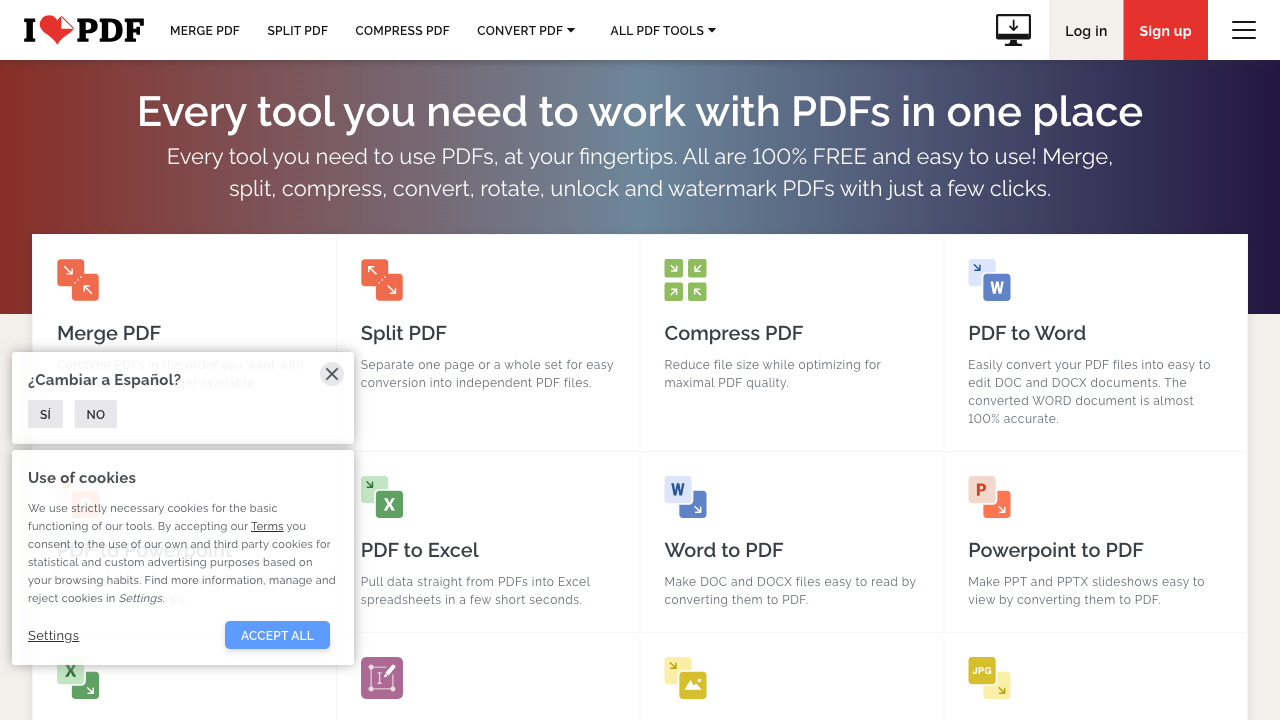 I PDF
MERGE PDF
SPLIT PDF
COMPRESS PDF
CONVERT PDF
ALL PDF TOOLS
Log in
Sign up
Every tool you need to work with PDFs in one place
Every tool you need to use PDFs, at your fingertips. All are 100% FREE and easy to use! Merge,
split, compress, convert, rotate, unlock and watermark PDFs with just a few clicks.
Merge PDF
Combine PDFs in the order you want with
available.
Split PDF
Separate one page or a whole set for easy
conversion into independent PDF files.
Compress PDF
Reduce file size while optimizing for
maximal PDF quality.
W
PDF to Word
Easily convert your PDF files into easy to
edit DOC and DOCX documents. The
converted WORD document is almost
100% accurate.
¿Cambiar a Español?
SÍ
NO
Use of cookies
We use strictly necessary cookies for the basic
functioning of our tools. By accepting our Terms you
consent to the use of our own and third party cookies for
statistical and custom advertising purposes based on
your browsing habits. Find more information, manage and
reject cookies in Settings.
Settings
ACCEPT ALL
PDF to Powerpoint
X
PDF to Excel
Pull data straight from PDFs into Excel
spreadsheets in a few short seconds.
W
Word to PDF
Make DOC and DOCX files easy to read by
converting them to PDF.
P
Powerpoint to PDF
Make PPT and PPTX slideshows easy to
view by converting them to PDF.
X
JPG